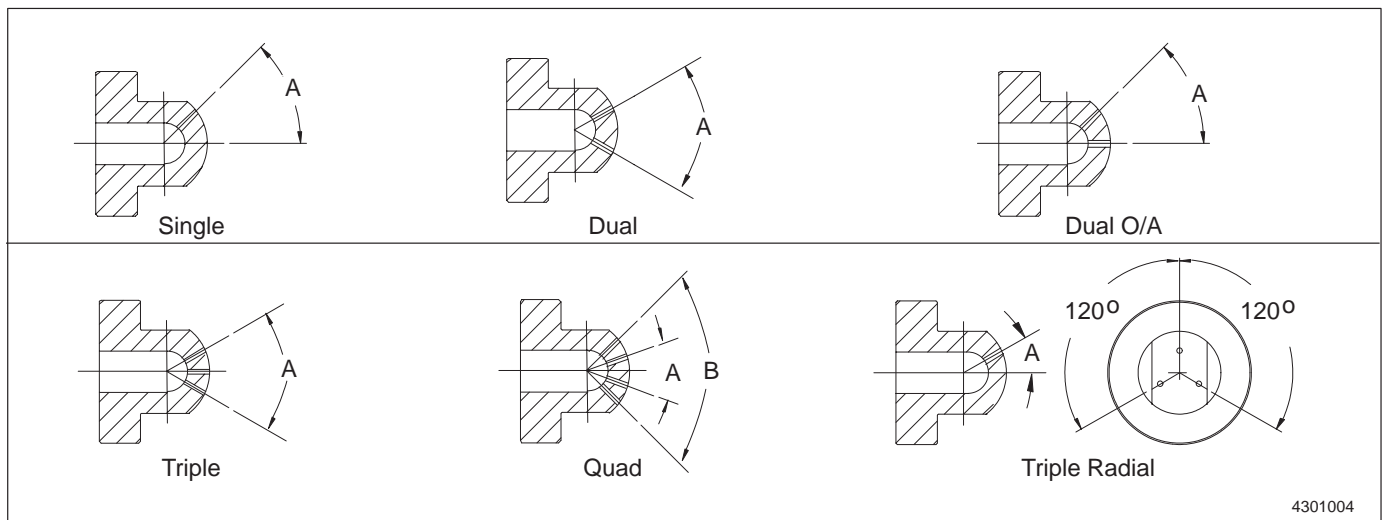 A
Single
A
Dual
A
Dual O/A
A
Triple
A
B
Quad
A
120º
120º
Triple Radial
4301004